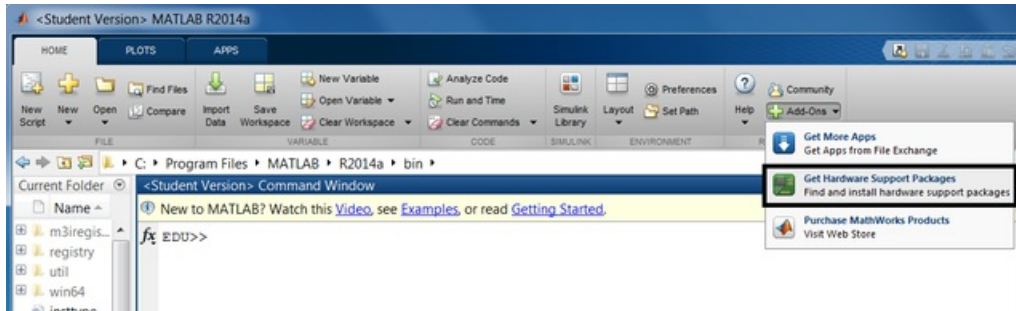 <Student Version> MATLAB R2014a
HOME PLOTS APPS
New Script
New
Open
Find Files
Compare
Import Data
Save Workspace
New Variable
Open Variable
Clear Workspace
Analyze Code
Run and Time
Clear Commands
Simulink Library
Layout
Preferences
Set Path
Help
Community
Add-Ons
FILE VARIABLE CODE SIMULINK ENVIRONMENT R
Get More Apps
Get Apps from File Exchange
Get Hardware Support Packages
Find and install hardware support packages
Purchase MathWorks Products
Visit Web Store
C: Program Files MATLAB R2014a bin
Current Folder
<Student Version> Command Window
Name
New to MATLAB? Watch this Video, see Examples, or read Getting Started.
m3iregis...
fx EDU>>
registry
util
win64